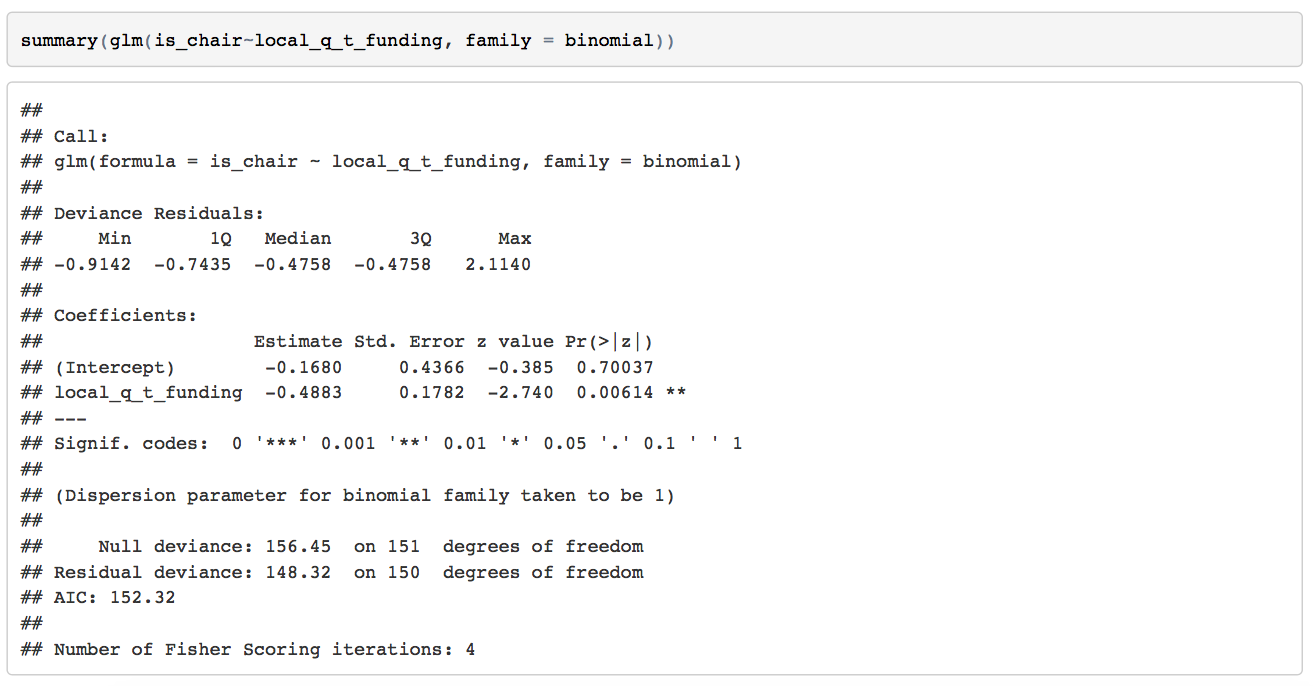 summary(glm(is_chair~local_q_t_funding, family = binomial))
##
## Call:
## glm(formula = is_chair ~ local_q_t_funding, family = binomial)
##
## Deviance Residuals:
##     Min       1Q   Median       3Q      Max
## -0.9142  -0.7435  -0.4758  -0.4758   2.1140
##
## Coefficients:
##                   Estimate Std. Error z value Pr(>|z|)
## (Intercept)        -0.1680     0.4366  -0.385  0.70037
## local_q_t_funding  -0.4883     0.1782  -2.740  0.00614 **
## ---
## Signif. codes:  0 '***' 0.001 '**' 0.01 '*' 0.05 '.' 0.1 ' ' 1
##
## (Dispersion parameter for binomial family taken to be 1)
##
##     Null deviance: 156.45  on 151  degrees of freedom
## Residual deviance: 148.32  on 150  degrees of freedom
## AIC: 152.32
##
## Number of Fisher Scoring iterations: 4